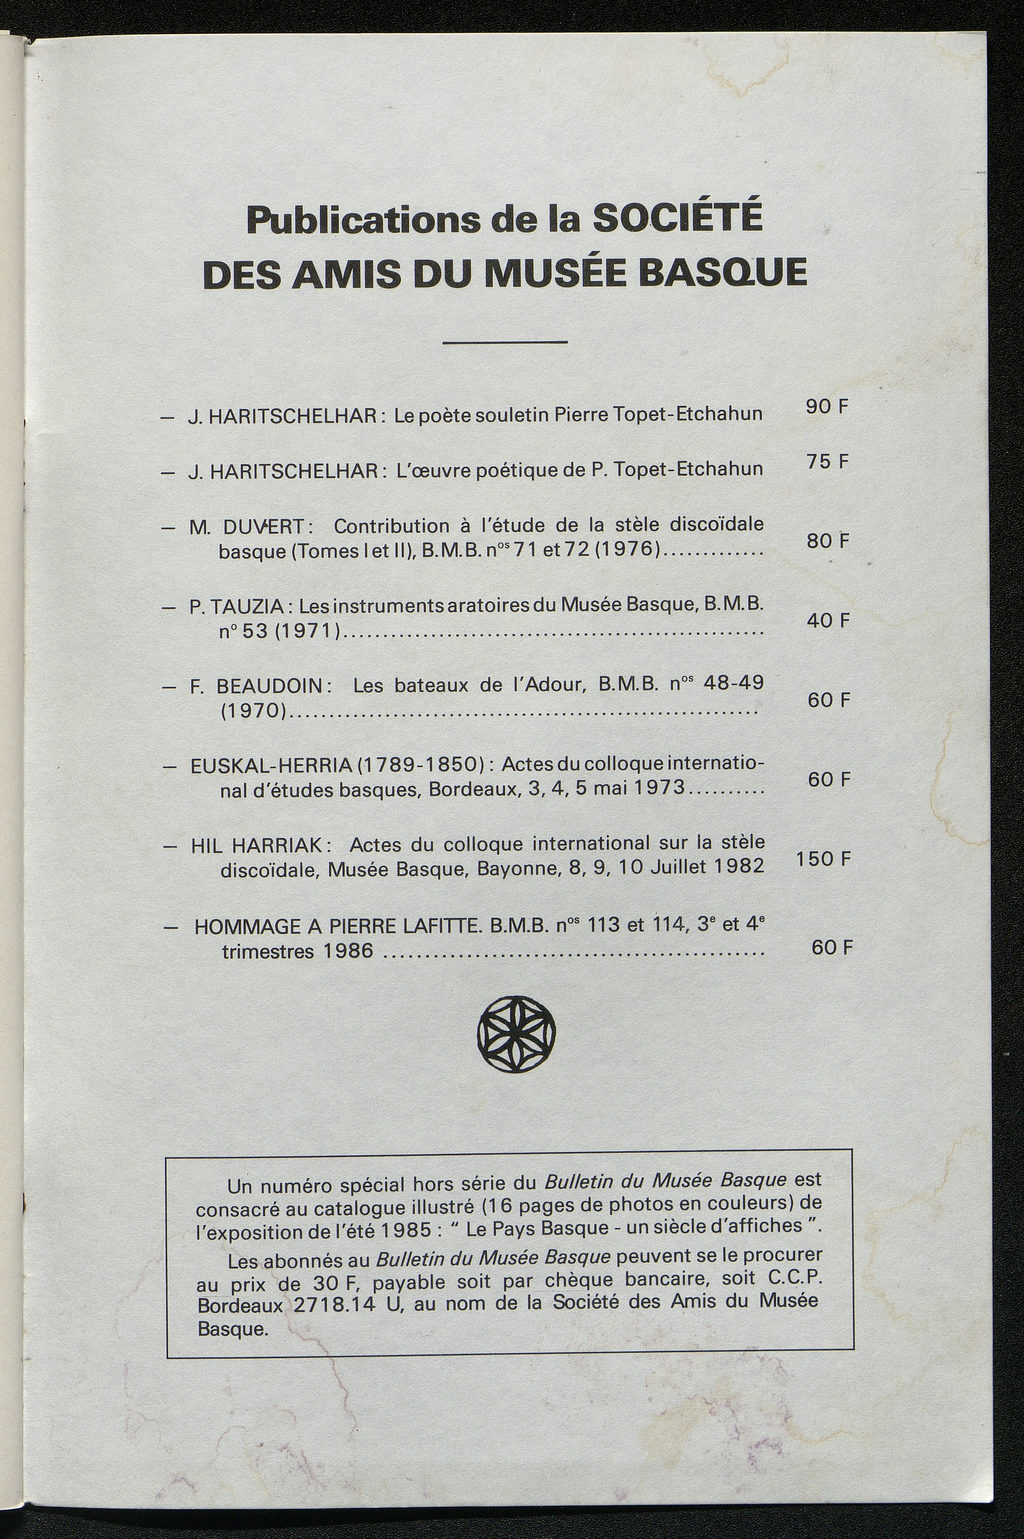 Publications de la SOCIÉTÉ
DES AMIS DU MUSÉE BASQUE
— J. HARITSCHELHAR : Le poète souletin Pierre Topet-Etchahun 90 F
— J. HARITSCHELHAR : L'œuvre poétique de P. Topet-Etchahun 75 F
— M. DUVERT : Contribution à l'étude de la stèle discoïdale
basque (Tomes I et II), B.M.B. nos 71 et 72 (1976)............. 80 F
— P. TAUZIA : Les instruments aratoires du Musée Basque, B.M.B.
n° 53 (1971)..................................................... 40 F
— F. BEAUDOIN : Les bateaux de l'Adour, B.M.B. nos 48-49
(1970)........................................................... 60 F
— EUSKAL-HERRIA (1789-1850) : Actes du colloque internatio-
nal d'études basques, Bordeaux, 3, 4, 5 mai 1973.......... 60 F
— HIL HARRIAK : Actes du colloque international sur la stèle
discoïdale, Musée Basque, Bayonne, 8, 9, 10 Juillet 1982 150 F
— HOMMAGE A PIERRE LAFITTE. B.M.B. nos 113 et 114, 3e et 4e
trimestres 1986 .............................................. 60 F
Un numéro spécial hors série du Bulletin du Musée Basque est
consacré au catalogue illustré (16 pages de photos en couleurs) de
l'exposition de l'été 1985 : " Le Pays Basque - un siècle d'affiches ".
Les abonnés au Bulletin du Musée Basque peuvent se le procurer
au prix de 30 F, payable soit par chèque bancaire, soit C.C.P.
Bordeaux 2718.14 U, au nom de la Société des Amis du Musée
Basque.